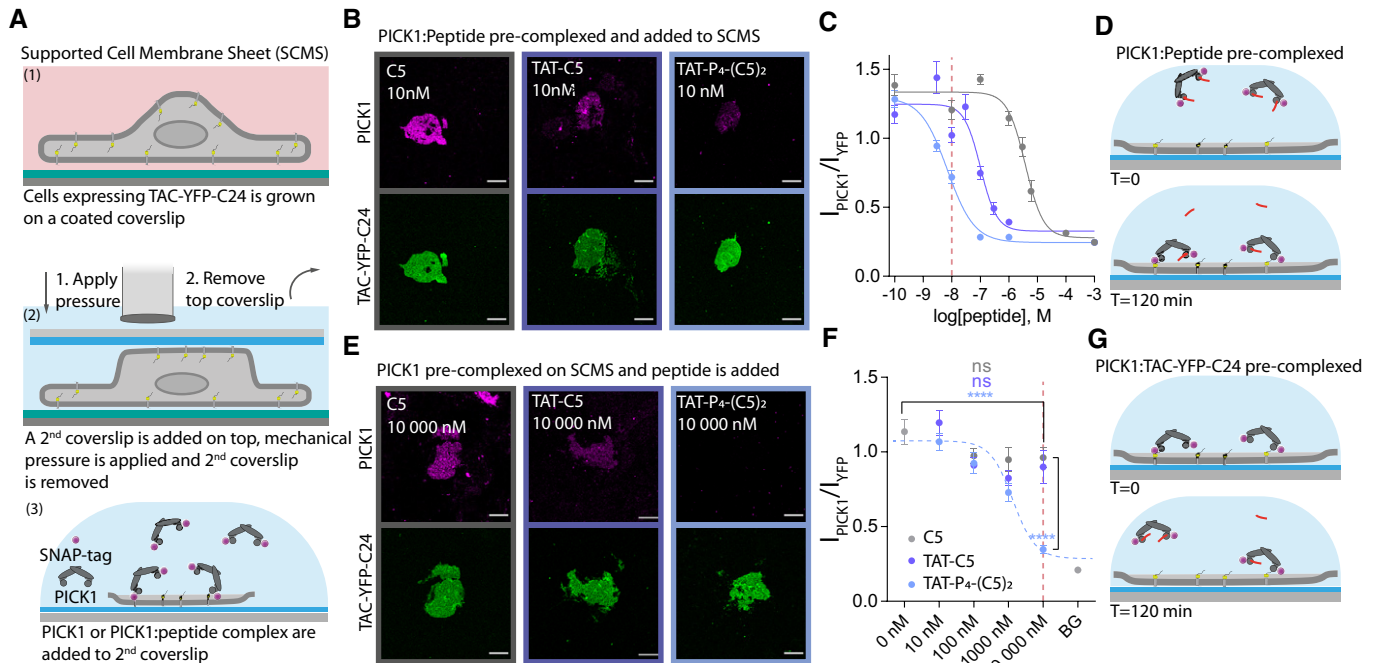 A
Supported Cell Membrane Sheet (SCMS)
(1)
Cells expressing TAC-YFP-C24 is grown
on a coated coverslip
1. Apply
pressure
2. Remove
top coverslip
(2)
A 2nd coverslip is added on top, mechanical
pressure is applied and 2nd coverslip
is removed
(3)
SNAP-tag
PICK1
PICK1 or PICK1:peptide complex are
added to 2nd coverslip
B
PICK1:Peptide pre-complexed and added to SCMS
PICK1
TAC-YFP-C24
C5
10nM
TAT-C5
10nM
TAT-P4-(C5)2
10 nM
C
IPICK1/IYFP
1.5
1.0
0.5
0.0
-10 -9 -8 -7 -6 -5 -4 -3
log[peptide], M
D
PICK1:Peptide pre-complexed
T=0
T=120 min
E
PICK1 pre-complexed on SCMS and peptide is added
PICK1
TAC-YFP-C24
C5
10 000 nM
TAT-C5
10 000 nM
TAT-P4-(C5)2
10 000 nM
F
ns
ns
****
IPICK1/IYFP
1.5
1.0
0.5
0.0
****
C5
TAT-C5
TAT-P4-(C5)2
0 nM
10 nM
100 nM
1000 nM
0 000 nM
BG
G
PICK1:TAC-YFP-C24 pre-complexed
T=0
T=120 min